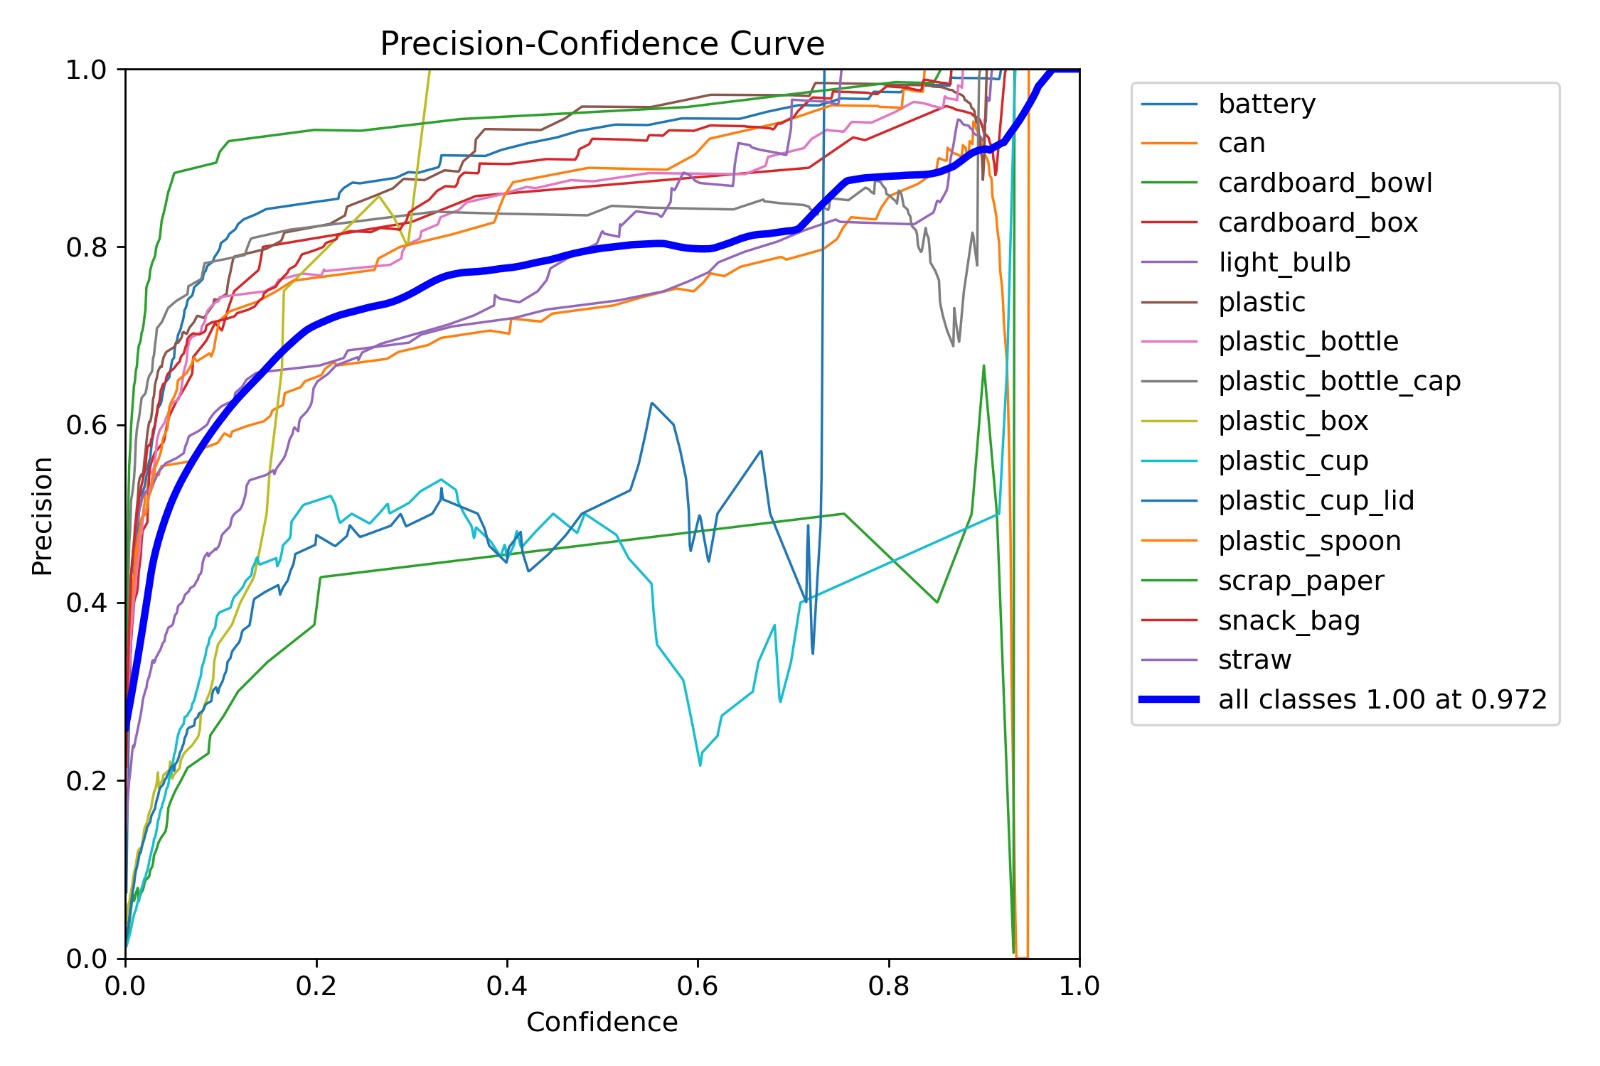 Precision-Confidence Curve
1.0
0.8
0.6
0.4
0.2
0.0
Precision
0.0 0.2 0.4 0.6 0.8 1.0
Confidence
battery
can
cardboard_bowl
cardboard_box
light_bulb
plastic
plastic_bottle
plastic_bottle_cap
plastic_box
plastic_cup
plastic_cup_lid
plastic_spoon
scrap_paper
snack_bag
straw
all classes 1.00 at 0.972